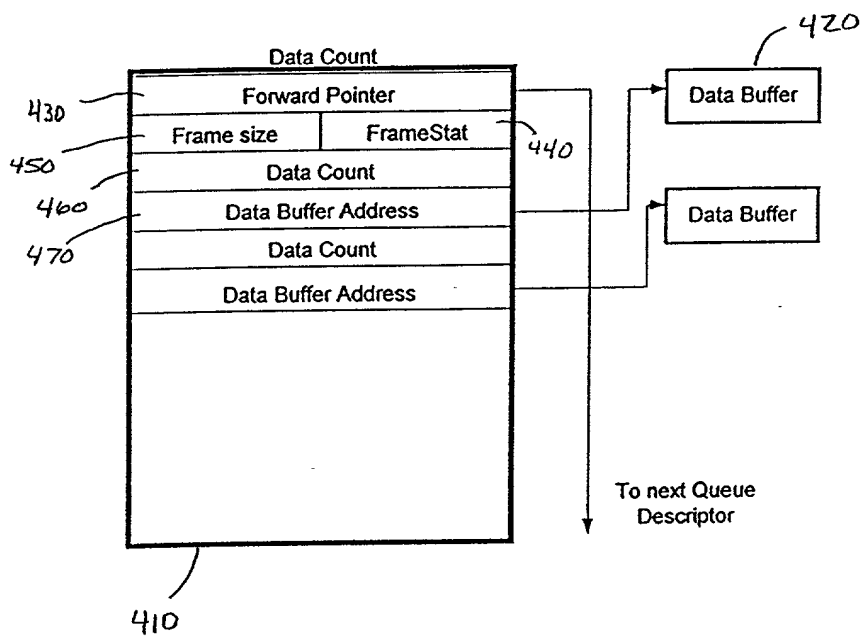 420
Data Count
Data Buffer
430
Forward Pointer
Frame size
FrameStat
440
450
Data Count
460
Data Buffer Address
Data Buffer
470
Data Count
Data Buffer Address
To next Queue
Descriptor
410